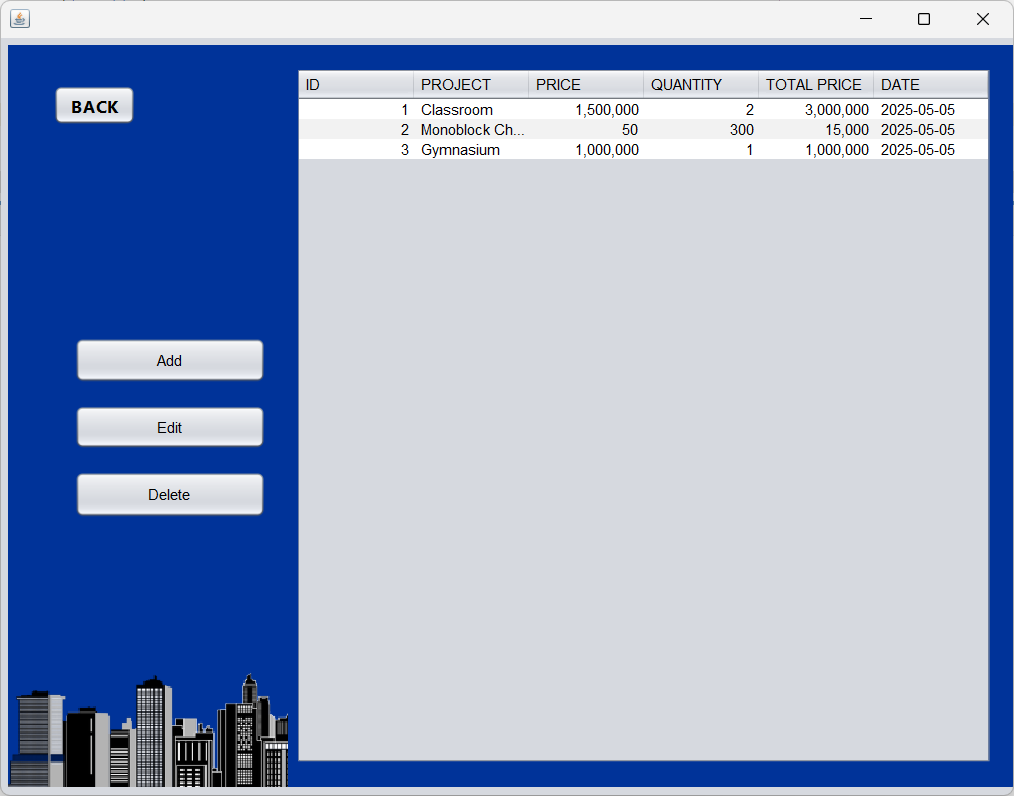 BACK
ID PROJECT PRICE QUANTITY TOTAL PRICE DATE
1 Classroom 1,500,000 2 3,000,000 2025-05-05
2 Monoblock Ch... 50 300 15,000 2025-05-05
3 Gymnasium 1,000,000 1 1,000,000 2025-05-05
Add
Edit
Delete